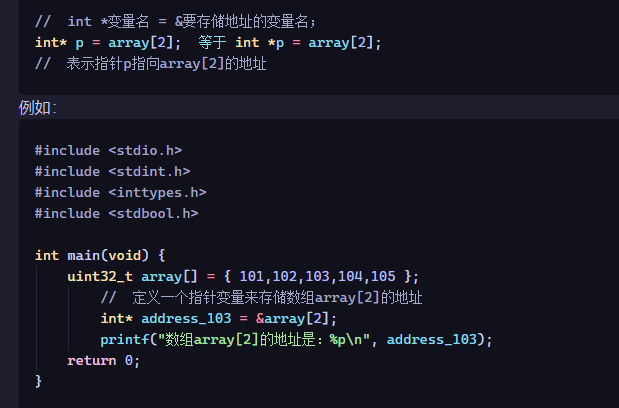 //  int *变量名 = &要存储地址的变量名;
int* p = array[2];  等于 int *p = array[2];
//  表示指针p指向array[2]的地址
例如:
#include <stdio.h>
#include <stdint.h>
#include <inttypes.h>
#include <stdbool.h>
int main(void) {
    uint32_t array[] = { 101,102,103,104,105 };
        //  定义一个指针变量来存储数组array[2]的地址
        int* address_103 = &array[2];
        printf("数组array[2]的地址是：%p\n", address_103);
    return 0;
}